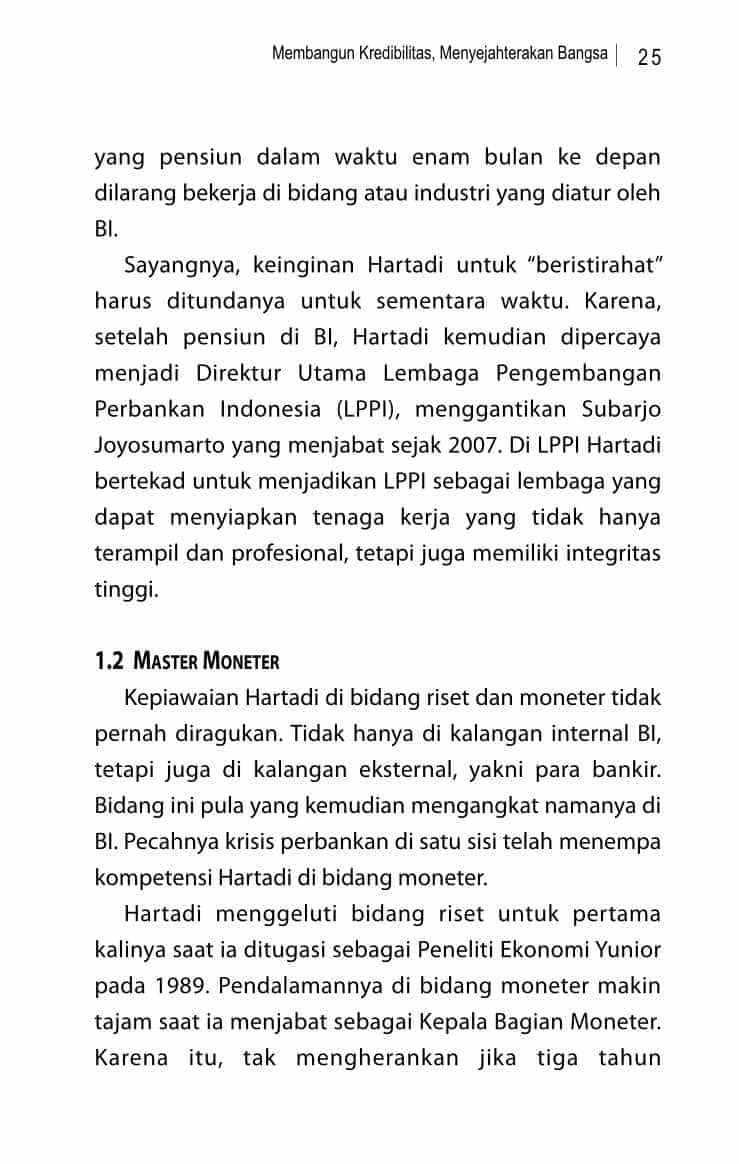 Membangun Kredibilitas, Menyejahterakan Bangsa | 25
yang pensiun dalam waktu enam bulan ke depan
dilarang bekerja di bidang atau industri yang diatur oleh
BI.
Sayangnya, keinginan Hartadi untuk “beristirahat”
harus ditundanya untuk sementara waktu. Karena,
setelah pensiun di BI, Hartadi kemudian dipercaya
menjadi Direktur Utama Lembaga Pengembangan
Perbankan Indonesia (LPPI), menggantikan Subarjo
Joyosumarto yang menjabat sejak 2007. Di LPPI Hartadi
bertekad untuk menjadikan LPPI sebagai lembaga yang
dapat menyiapkan tenaga kerja yang tidak hanya
terampil dan profesional, tetapi juga memiliki integritas
tinggi.
1.2 MASTER MONETER
Kepiawaian Hartadi di bidang riset dan moneter tidak
pernah diragukan. Tidak hanya di kalangan internal BI,
tetapi juga di kalangan eksternal, yakni para bankir.
Bidang ini pula yang kemudian mengangkat namanya di
BI. Pecahnya krisis perbankan di satu sisi telah menempa
kompetensi Hartadi di bidang moneter.
Hartadi menggeluti bidang riset untuk pertama
kalinya saat ia ditugasi sebagai Peneliti Ekonomi Yunior
pada 1989. Pendalamannya di bidang moneter makin
tajam saat ia menjabat sebagai Kepala Bagian Moneter.
Karena itu, tak mengherankan jika tiga tahun